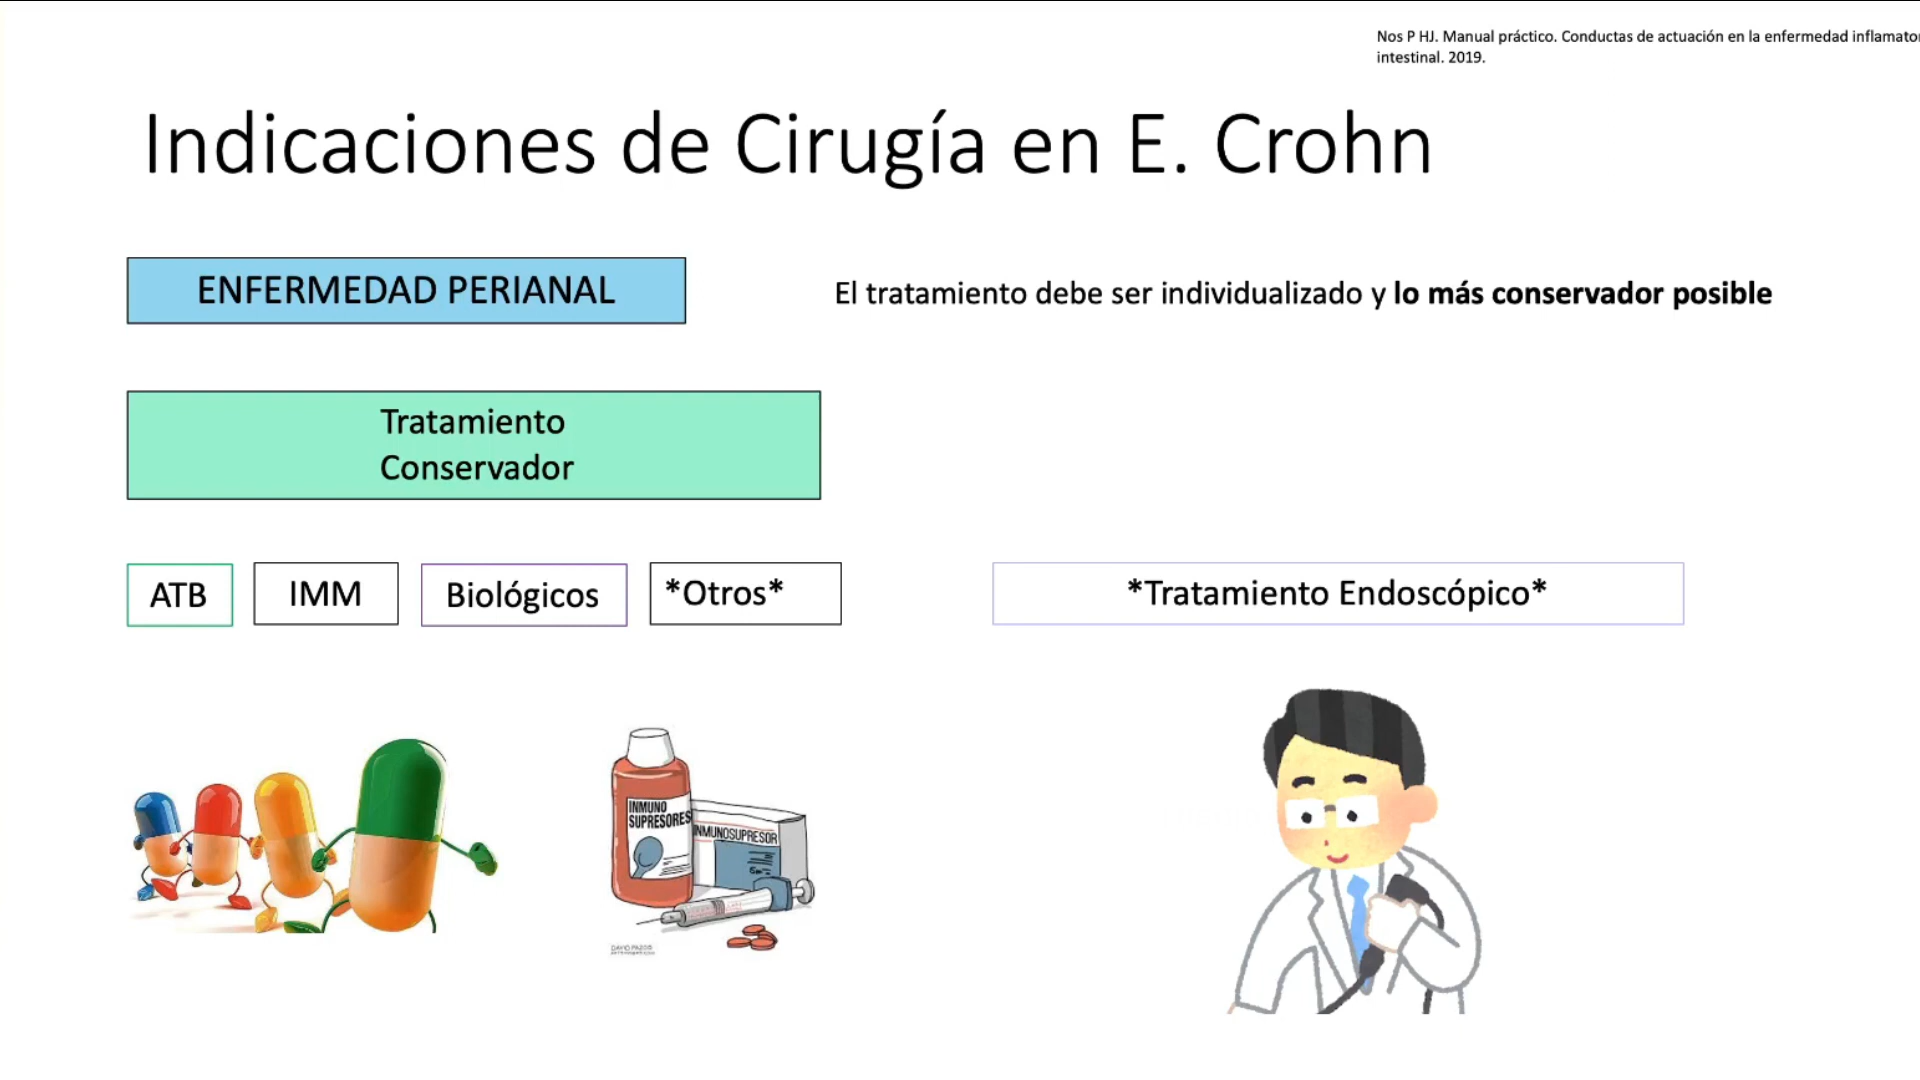 Nos P HJ. Manual práctico. Conductas de actuación en la enfermedad
intestinal. 2019.
Indicaciones de Cirugía en E. Crohn
ENFERMEDAD PERIANAL
El tratamiento debe ser individualizado y lo más conservador posible
Tratamiento
Conservador
ATB
IMM
Biológicos
*Otros*
*Tratamiento Endoscópico*
INMUNO
SUPRESORES
INMUNOSUPRESOR